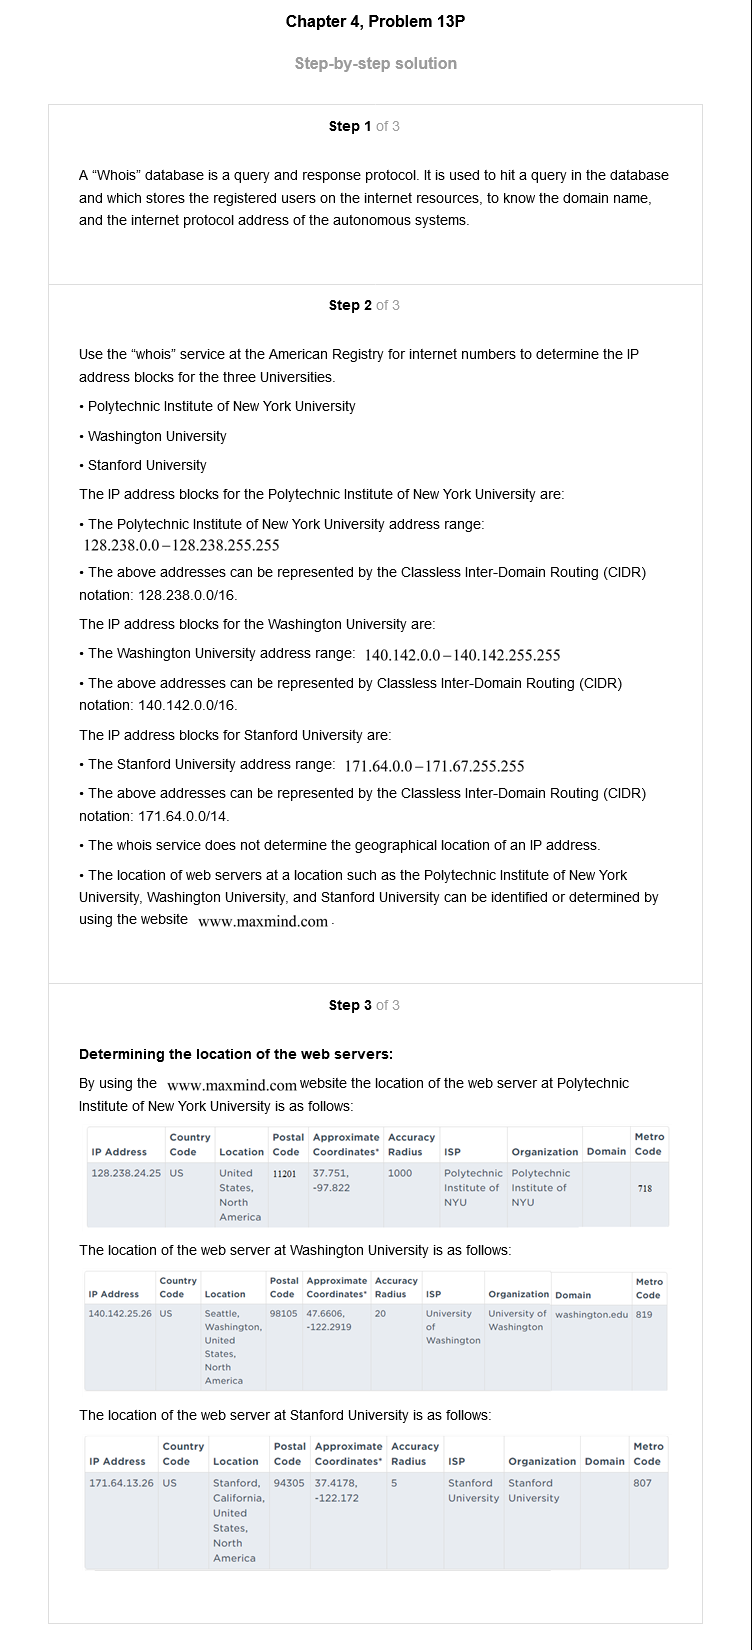 Chapter 4, Problem 13P
Step-by-step solution
Step 1 of 3
A “Whois” database is a query and response protocol. It is used to hit a query in the database
and which stores the registered users on the internet resources, to know the domain name,
and the internet protocol address of the autonomous systems.
Step 2 of 3
Use the “whois” service at the American Registry for internet numbers to determine the IP
address blocks for the three Universities.
• Polytechnic Institute of New York University
• Washington University
• Stanford University
The IP address blocks for the Polytechnic Institute of New York University are:
• The Polytechnic Institute of New York University address range:
128.238.0.0–128.238.255.255
• The above addresses can be represented by the Classless Inter-Domain Routing (CIDR)
notation: 128.238.0.0/16.
The IP address blocks for the Washington University are:
• The Washington University address range: 140.142.0.0–140.142.255.255
• The above addresses can be represented by Classless Inter-Domain Routing (CIDR)
notation: 140.142.0.0/16.
The IP address blocks for Stanford University are:
• The Stanford University address range: 171.64.0.0–171.67.255.255
• The above addresses can be represented by the Classless Inter-Domain Routing (CIDR)
notation: 171.64.0.0/14.
• The whois service does not determine the geographical location of an IP address.
• The location of web servers at a location such as the Polytechnic Institute of New York
University, Washington University, and Stanford University can be identified or determined by
using the website www.maxmind.com .
Step 3 of 3
Determining the location of the web servers:
By using the www.maxmind.com website the location of the web server at Polytechnic
Institute of New York University is as follows:
Country Postal Approximate Accuracy Metro
IP Address Code Location Code Coordinates* Radius ISP Organization Domain Code
128.238.24.25 US United 11201 37.751, 1000 Polytechnic Polytechnic
States, -97.822 Institute of Institute of 718
North NYU NYU
America
The location of the web server at Washington University is as follows:
Country Postal Approximate Accuracy Metro
IP Address Code Location Code Coordinates* Radius ISP Organization Domain Code
140.142.25.26 US Seattle, 98105 47.6606, 20 University University of washington.edu 819
Washington, -122.2919 of Washington
United Washington
States,
North
America
The location of the web server at Stanford University is as follows:
Country Postal Approximate Accuracy Metro
IP Address Code Location Code Coordinates* Radius ISP Organization Domain Code
171.64.13.26 US Stanford, 94305 37.4178, 5 Stanford Stanford 807
California, -122.172 University University
United
States,
North
America